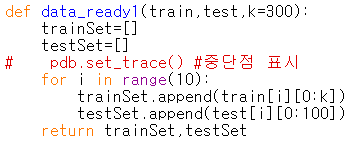 def data_ready1(train,test,k=300):
    trainSet=[]
    testSet=[]
#    pdb.set_trace() #중단점 표시
    for i in range(10):
        trainSet.append(train[i][0:k])
        testSet.append(test[i][0:100])
    return trainSet,testSet